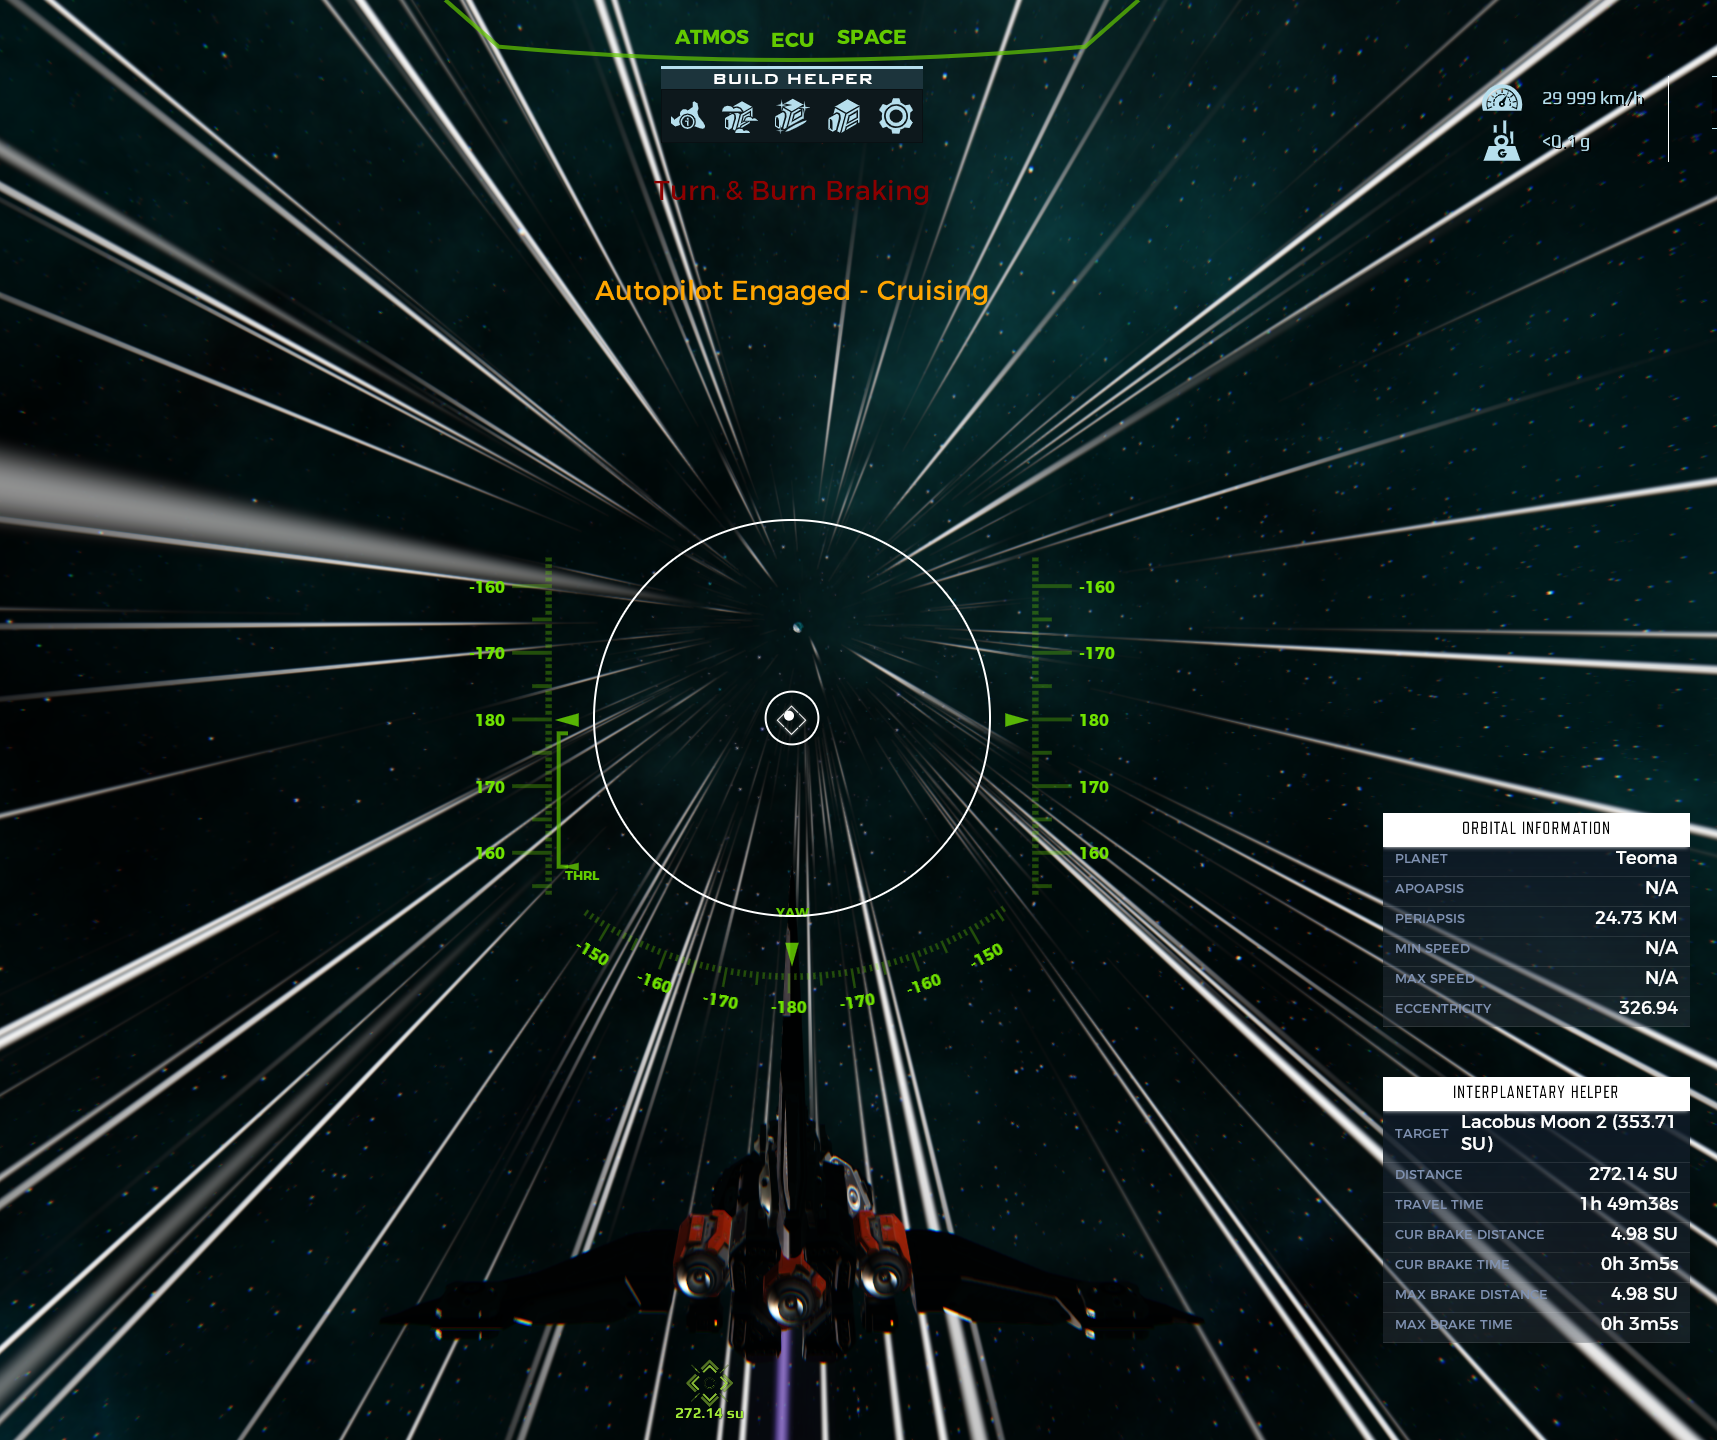 ATMOS ECU SPACE
BUILD HELPER
29 999 km/h
<0.1 g
G
Turn & Burn Braking
Autopilot Engaged - Cruising
-160 -160
-170 -170
180 180
170 170
160 160
THRL
YAW
-150 -160 -170 -180 -170 -160 -150
ORBITAL INFORMATION
PLANET Teoma
APOAPSIS N/A
PERIAPSIS 24.73 KM
MIN SPEED N/A
MAX SPEED N/A
ECCENTRICITY 326.94
INTERPLANETARY HELPER
TARGET Lacobus Moon 2 (353.71
SU)
DISTANCE 272.14 SU
TRAVEL TIME 1h 49m38s
CUR BRAKE DISTANCE 4.98 SU
CUR BRAKE TIME 0h 3m5s
MAX BRAKE DISTANCE 4.98 SU
MAX BRAKE TIME 0h 3m5s
272.14 su